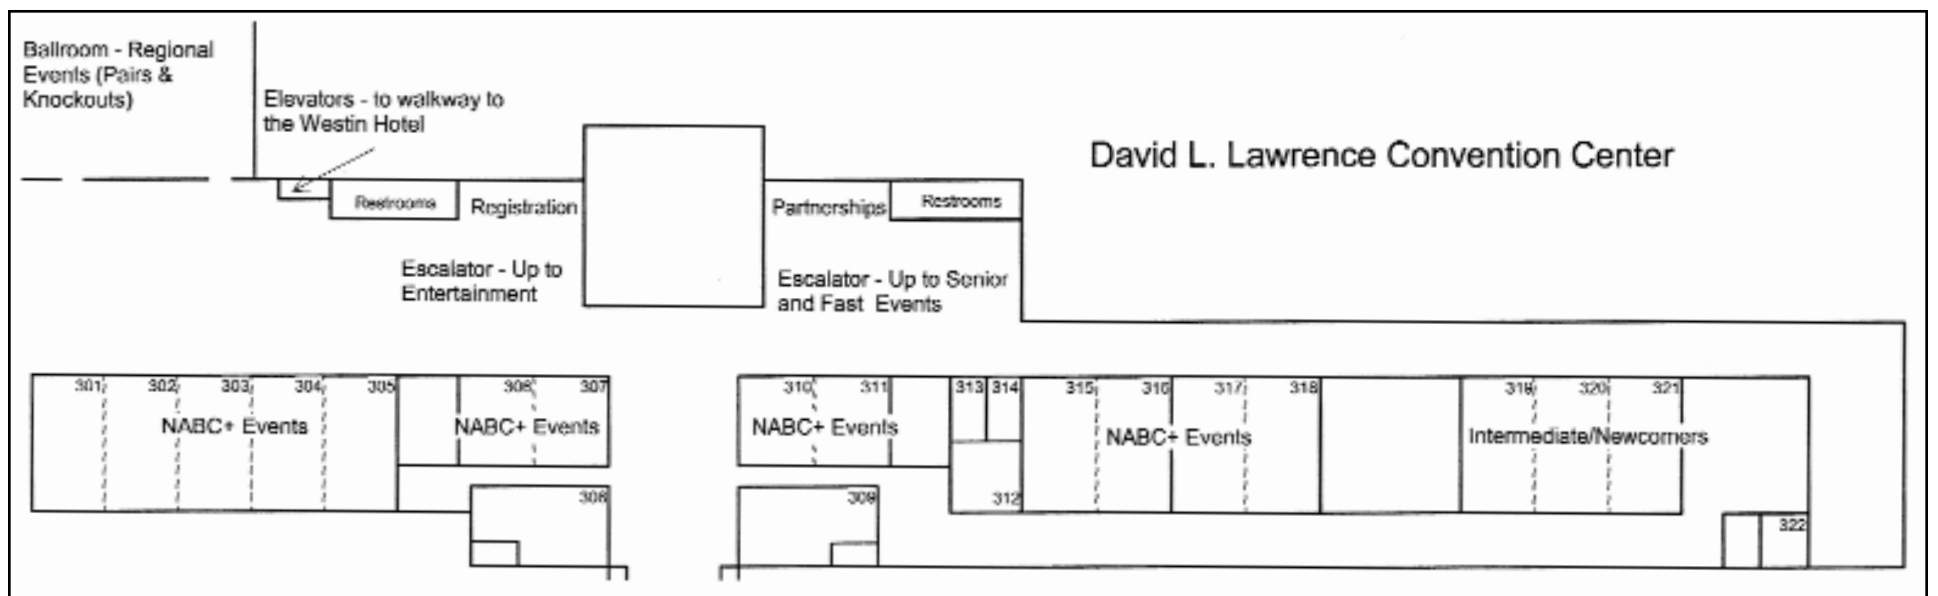 Ballroom - Regional
Events (Pairs &
Knockouts)
Elevators - to walkway to
the Westin Hotel
David L. Lawrence Convention Center
Restrooms
Registration
Partnerships
Restrooms
Escalator - Up to
Entertainment
Escalator - Up to Senior
and Fast Events
301
302
303
304
305
306
307
310
311
313
314
315
316
317
318
319
320
321
NABC+ Events
NABC+ Events
NABC+ Events
NABC+ Events
Intermediate/Newcomers
308
309
312
322